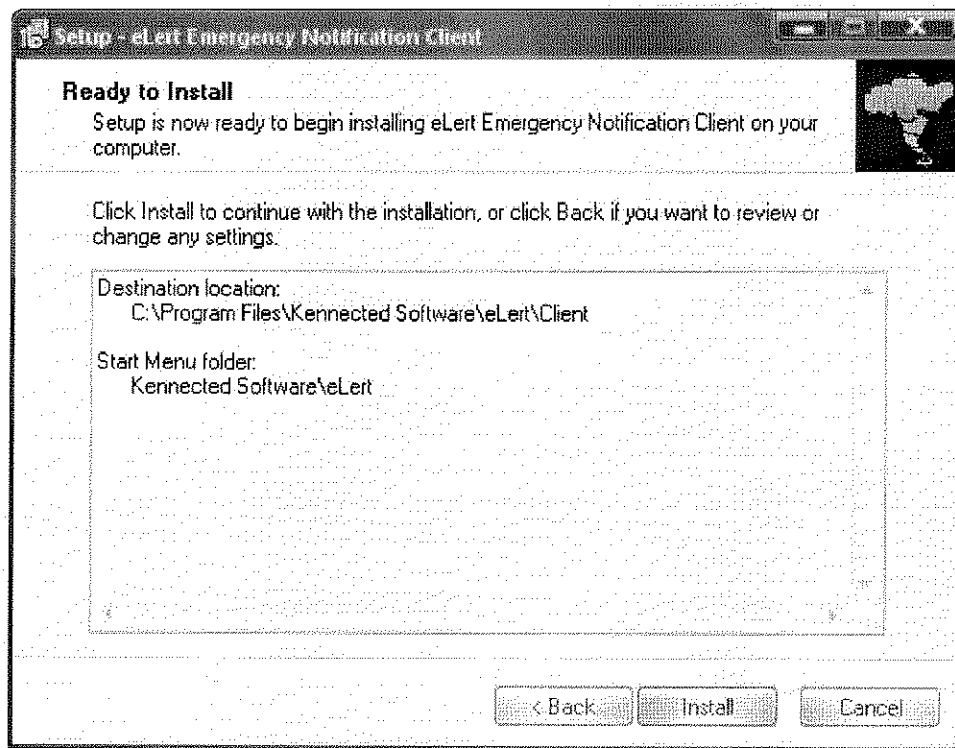 Setup - eLert Emergency Notification Client
Ready to Install
Setup is now ready to begin installing eLert Emergency Notification Client on your
computer.
Click Install to continue with the installation, or click Back if you want to review or
change any settings.
Destination location:
C:\Program Files\Kennected Software\eLert\Client
Start Menu folder:
Kennected Software\eLert
< Back Install Cancel